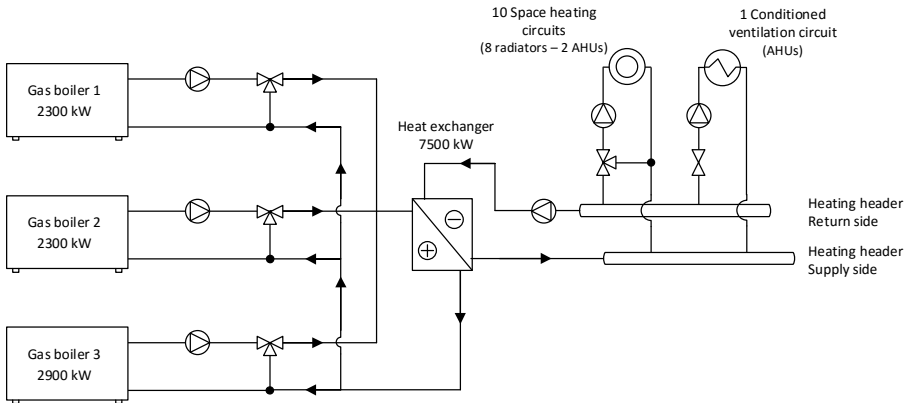 10 Space heating
circuits
(8 radiators – 2 AHUs)
1 Conditioned
ventilation circuit
(AHUs)
Gas boiler 1
2300 kW
Heat exchanger
7500 kW
Gas boiler 2
2300 kW
Heating header
Return side
Heating header
Supply side
Gas boiler 3
2900 kW